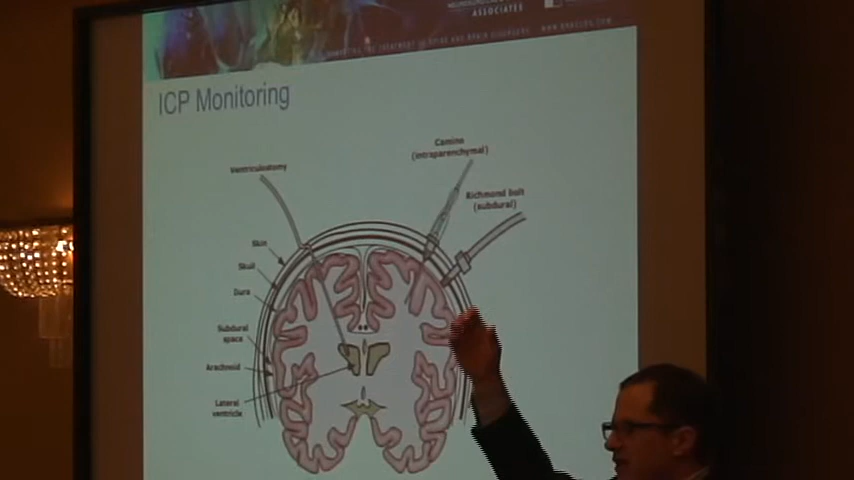 ASSOCIATES
ICP Monitoring
Camino
(intraparenchymal)
Ventriculostomy
Richmond bolt
(subdural)
Skin
Skull
Dura
Subdural
space
Arachnoid
Lateral
ventricle